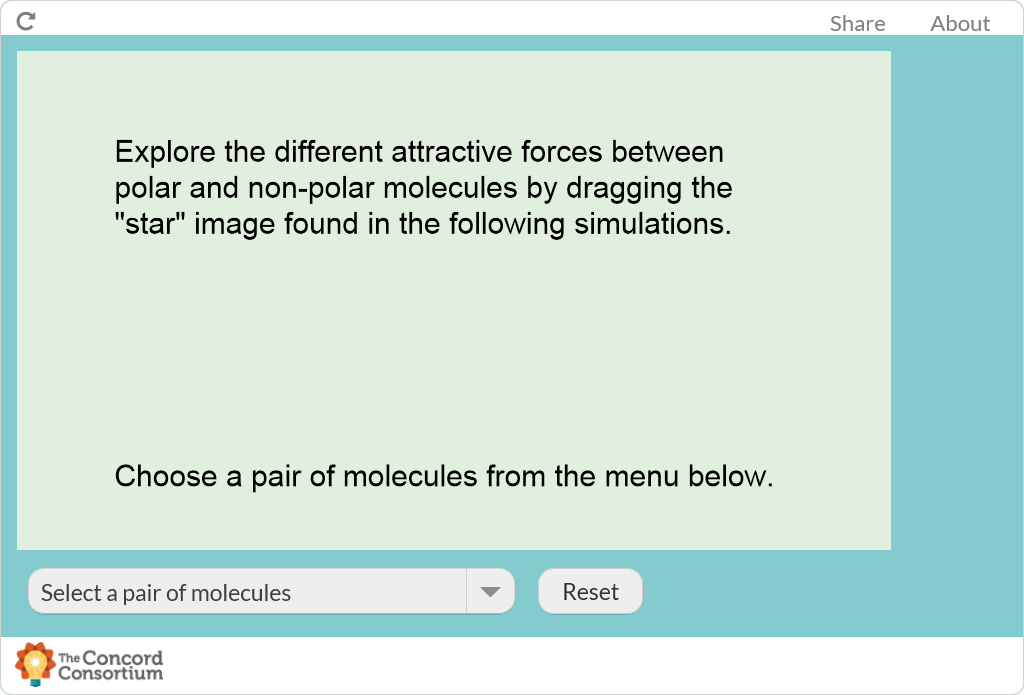 Share About
Explore the different attractive forces between
polar and non-polar molecules by dragging the
"star" image found in the following simulations.
Choose a pair of molecules from the menu below.
Select a pair of molecules Reset
The Concord
Consortium